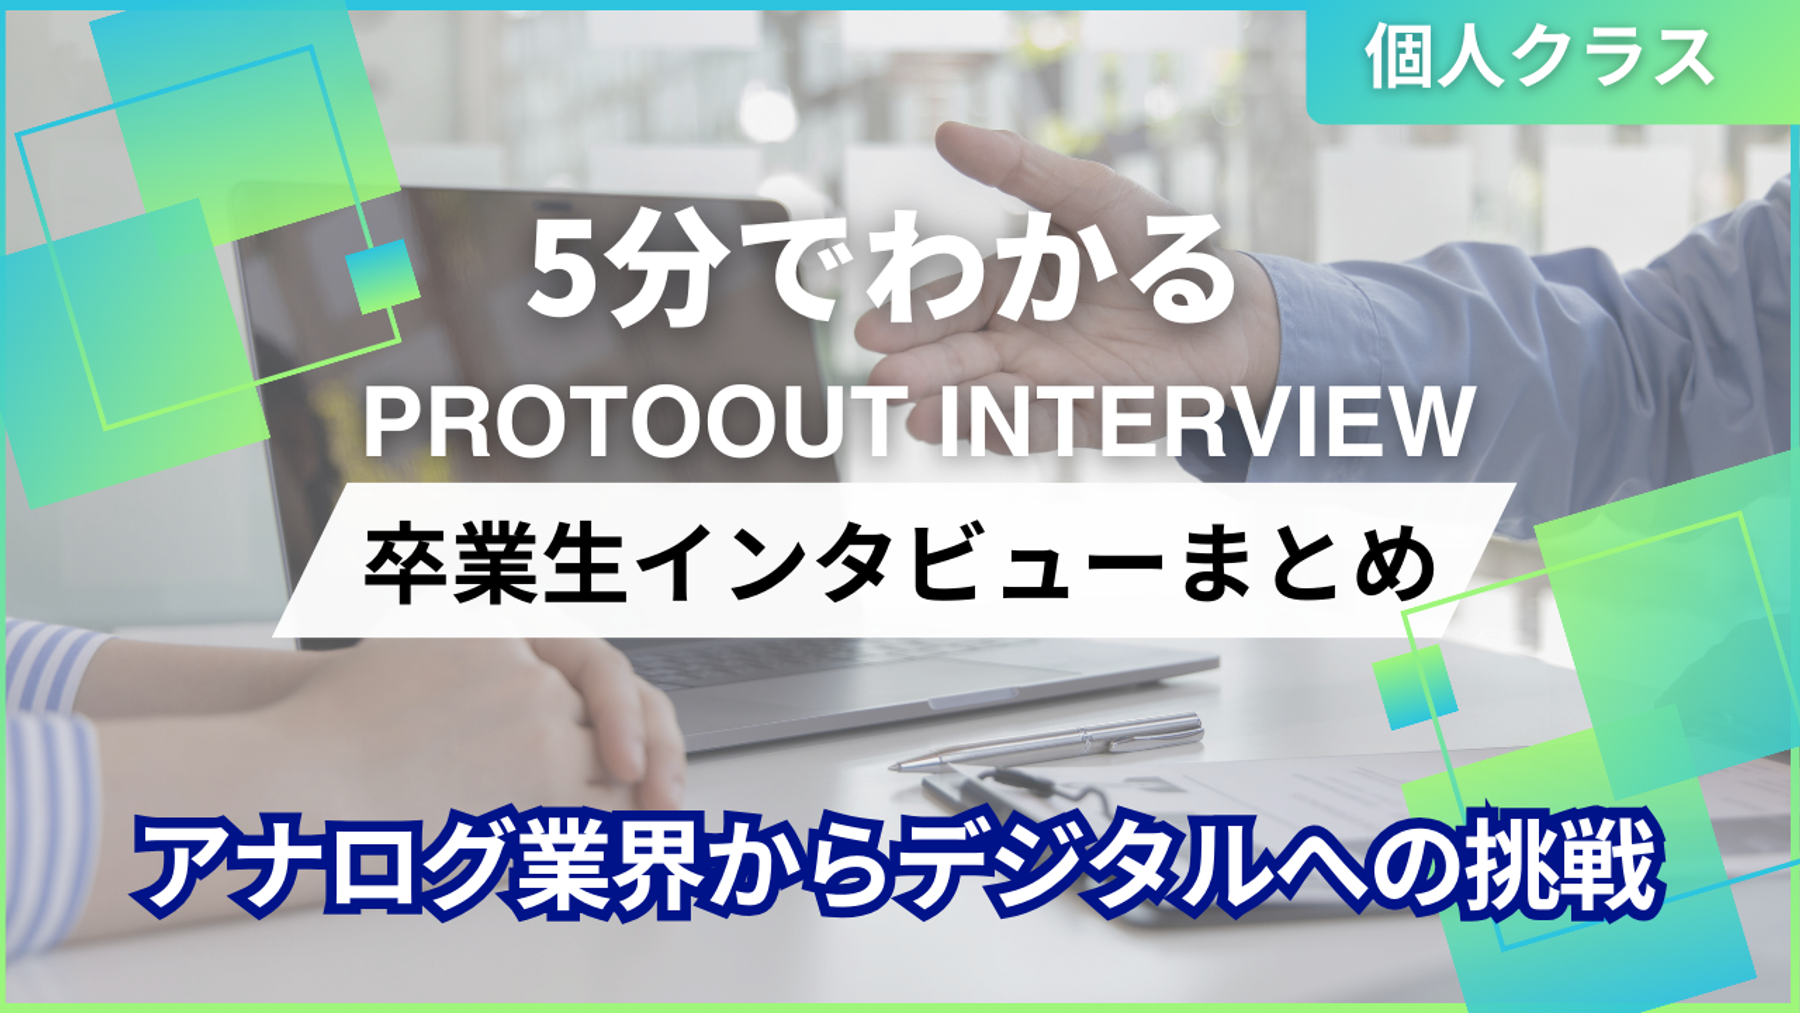 個人クラス
5分でわかる
PROTOOUT INTERVIEW
卒業生インタビューまとめ
アナログ業界からデジタルへの挑戦